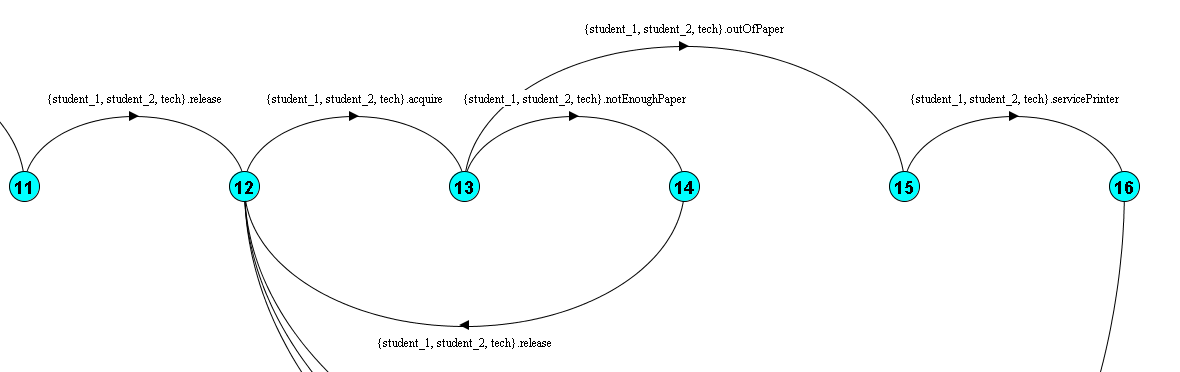 {student_1, student_2, tech}.outOfPaper
{student_1, student_2, tech}.release
{student_1, student_2, tech}.acquire
{student_1, student_2, tech}.notEnoughPaper
{student_1, student_2, tech}.servicePrinter
11
12
13
14
15
16
{student_1, student_2, tech}.release